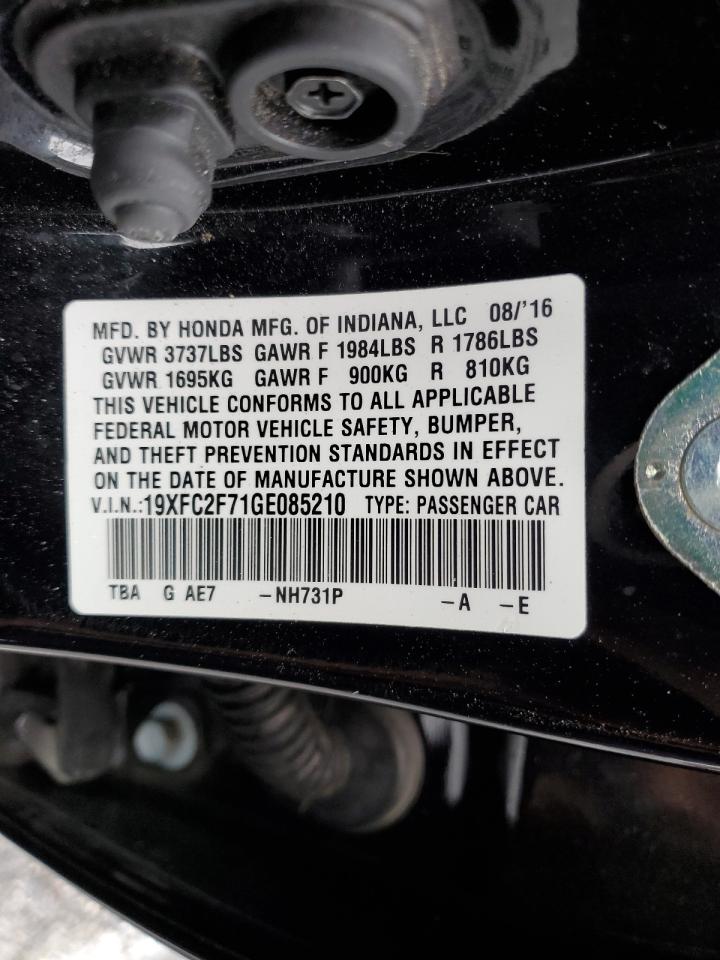 MFD. BY HONDA MFG. OF INDIANA, LLC 08/'16
GVWR 3737LBS GAWR F 1984LBS R 1786LBS
GVWR 1695KG GAWR F 900KG R 810KG
THIS VEHICLE CONFORMS TO ALL APPLICABLE
FEDERAL MOTOR VEHICLE SAFETY, BUMPER,
AND THEFT PREVENTION STANDARDS IN EFFECT
ON THE DATE OF MANUFACTURE SHOWN ABOVE.
V.I.N.:19XFC2F71GE085210 TYPE: PASSENGER CAR
TBA G AE7 -NH731P -A -E